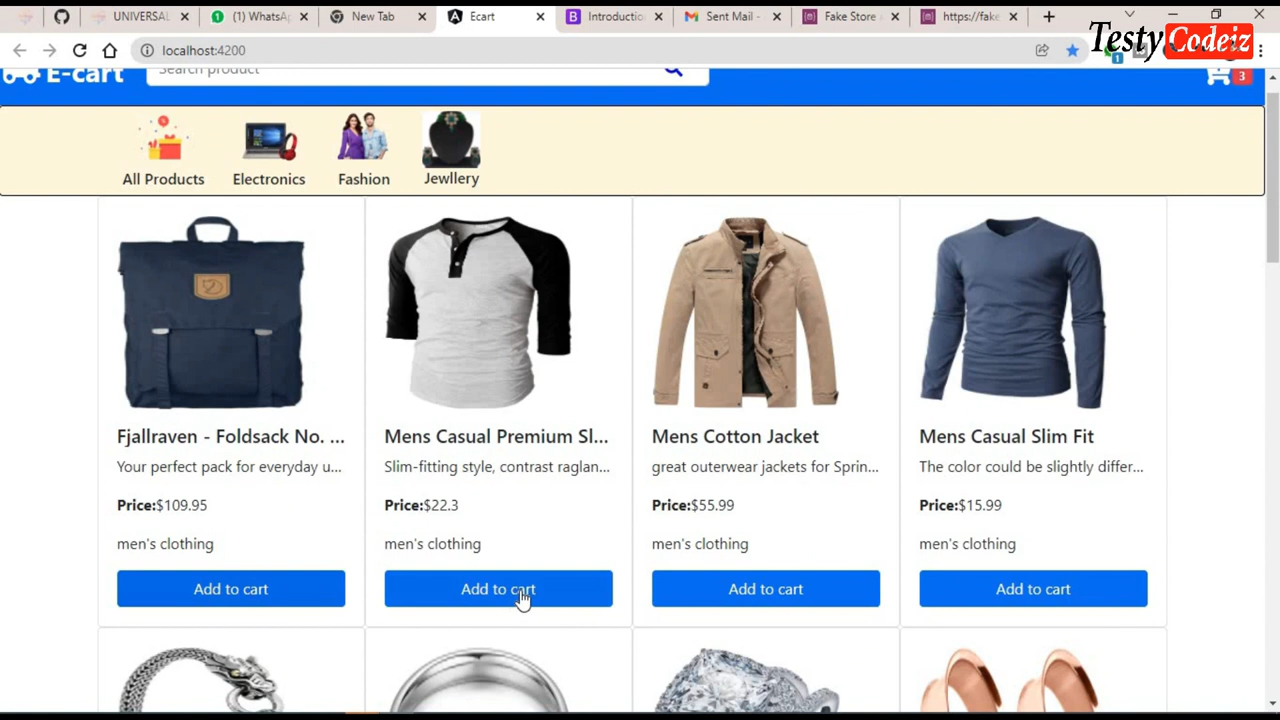 UNIVERSAL
(1) WhatsAp
New Tab
Ecart
Introductio
Sent Mail -
Fake Store
https://fake
Testy Codeiz
localhost:4200
1
E-cart
Search product
3
All Products
Electronics
Fashion
Jewllery
Fjallraven - Foldsack No. ...
Mens Casual Premium Sl...
Mens Cotton Jacket
Mens Casual Slim Fit
Your perfect pack for everyday u...
Slim-fitting style, contrast raglan...
great outerwear jackets for Sprin...
The color could be slightly differ...
Price:$109.95
Price:$22.3
Price:$55.99
Price:$15.99
men's clothing
men's clothing
men's clothing
men's clothing
Add to cart
Add to cart
Add to cart
Add to cart